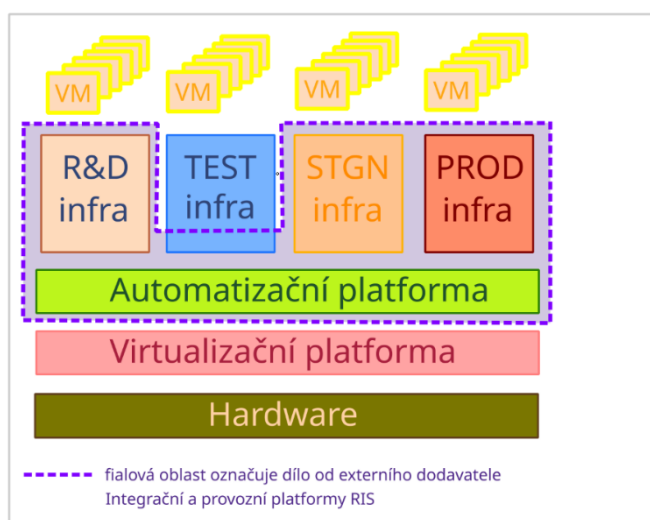 VM VM VM VM
R&D TEST STGN PROD
infra infra infra infra
Automatizační platforma
Virtualizační platforma
Hardware
fialová oblast označuje dílo od externího dodavatele
Integrační a provozní platformy RIS